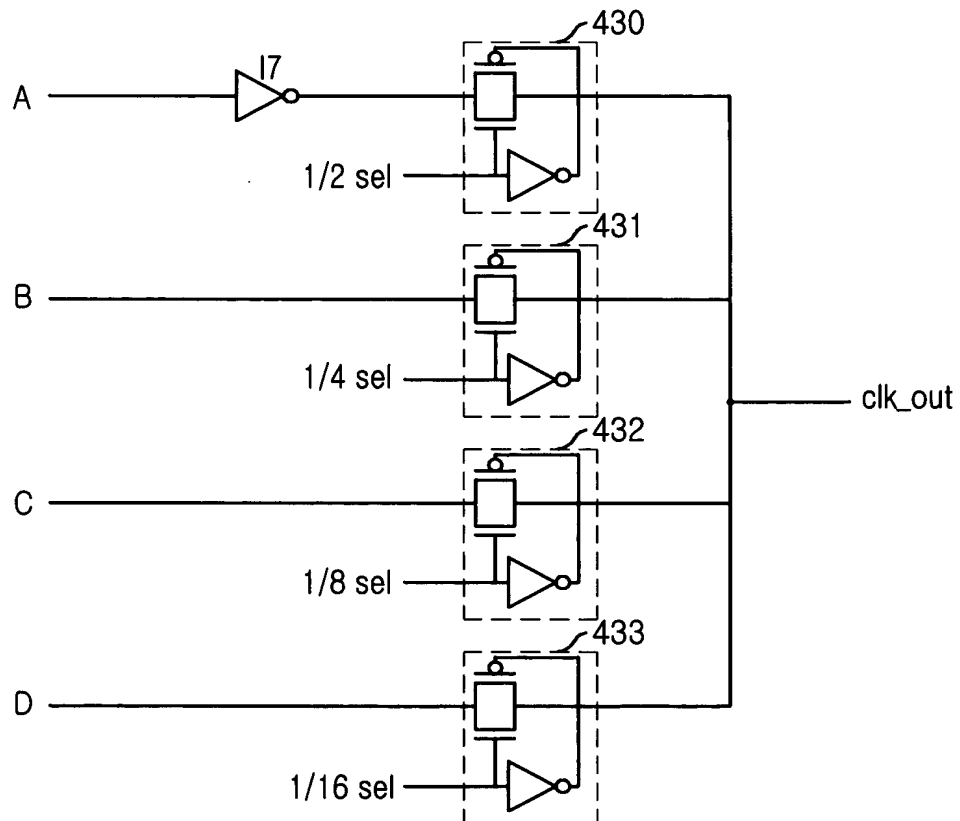 430
I7
A
1/2 sel
431
B
1/4 sel
clk_out
432
C
1/8 sel
433
D
1/16 sel